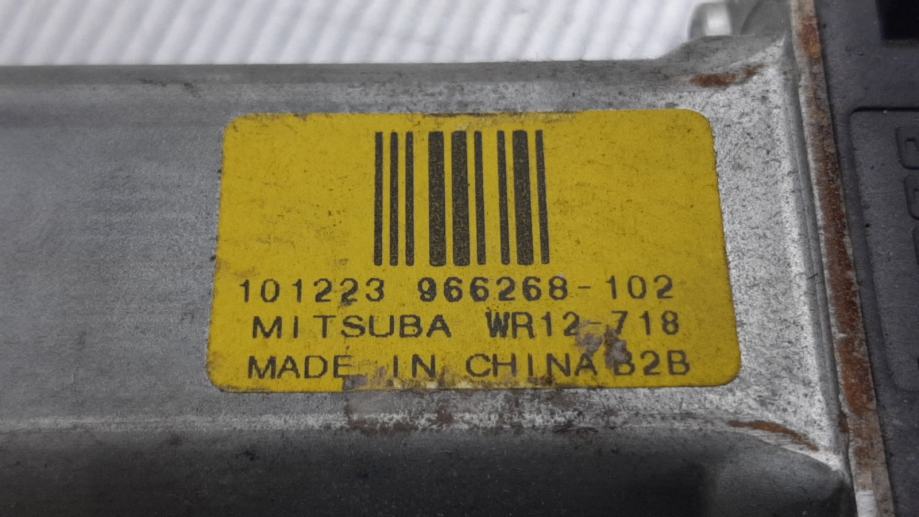 101223 966268-102
MITSUBA WR12-718
MADE IN CHINA B2B